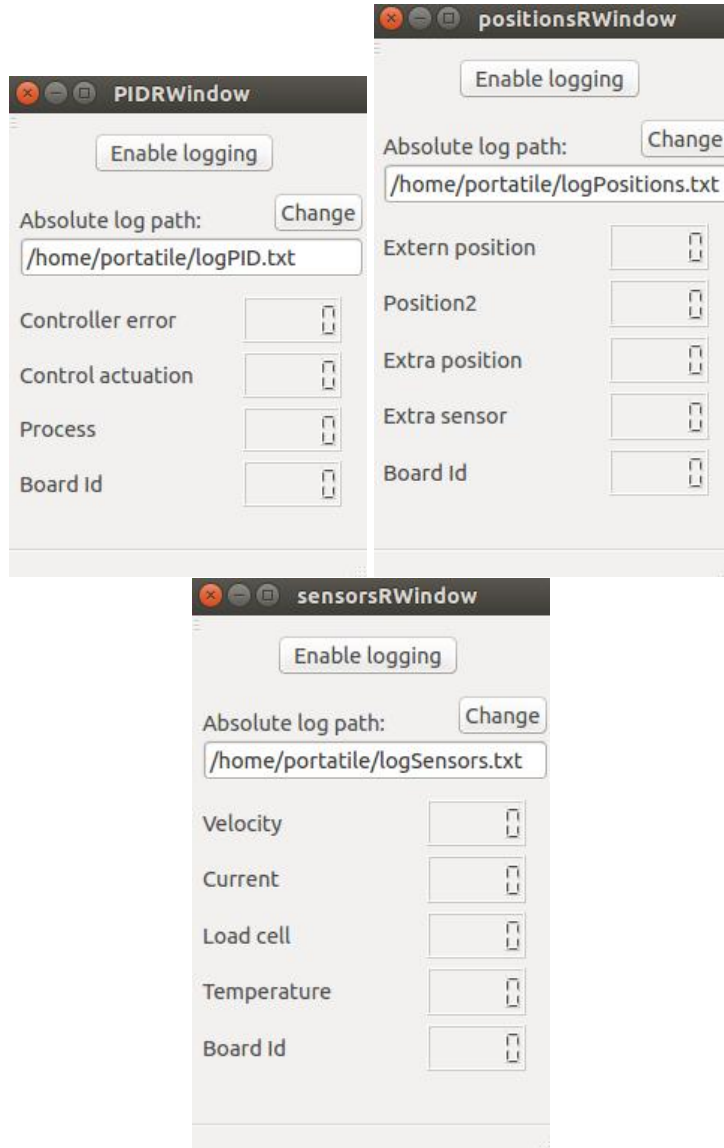 PIDRWindow
Enable logging
Absolute log path: Change
/home/portatile/logPID.txt
Controller error 0
Control actuation 0
Process 0
Board Id 0
positionsRWindow
Enable logging
Absolute log path: Change
/home/portatile/logPositions.txt
Extern position 0
Position2 0
Extra position 0
Extra sensor 0
Board Id 0
sensorsRWindow
Enable logging
Absolute log path: Change
/home/portatile/logSensors.txt
Velocity 0
Current 0
Load cell 0
Temperature 0
Board Id 0